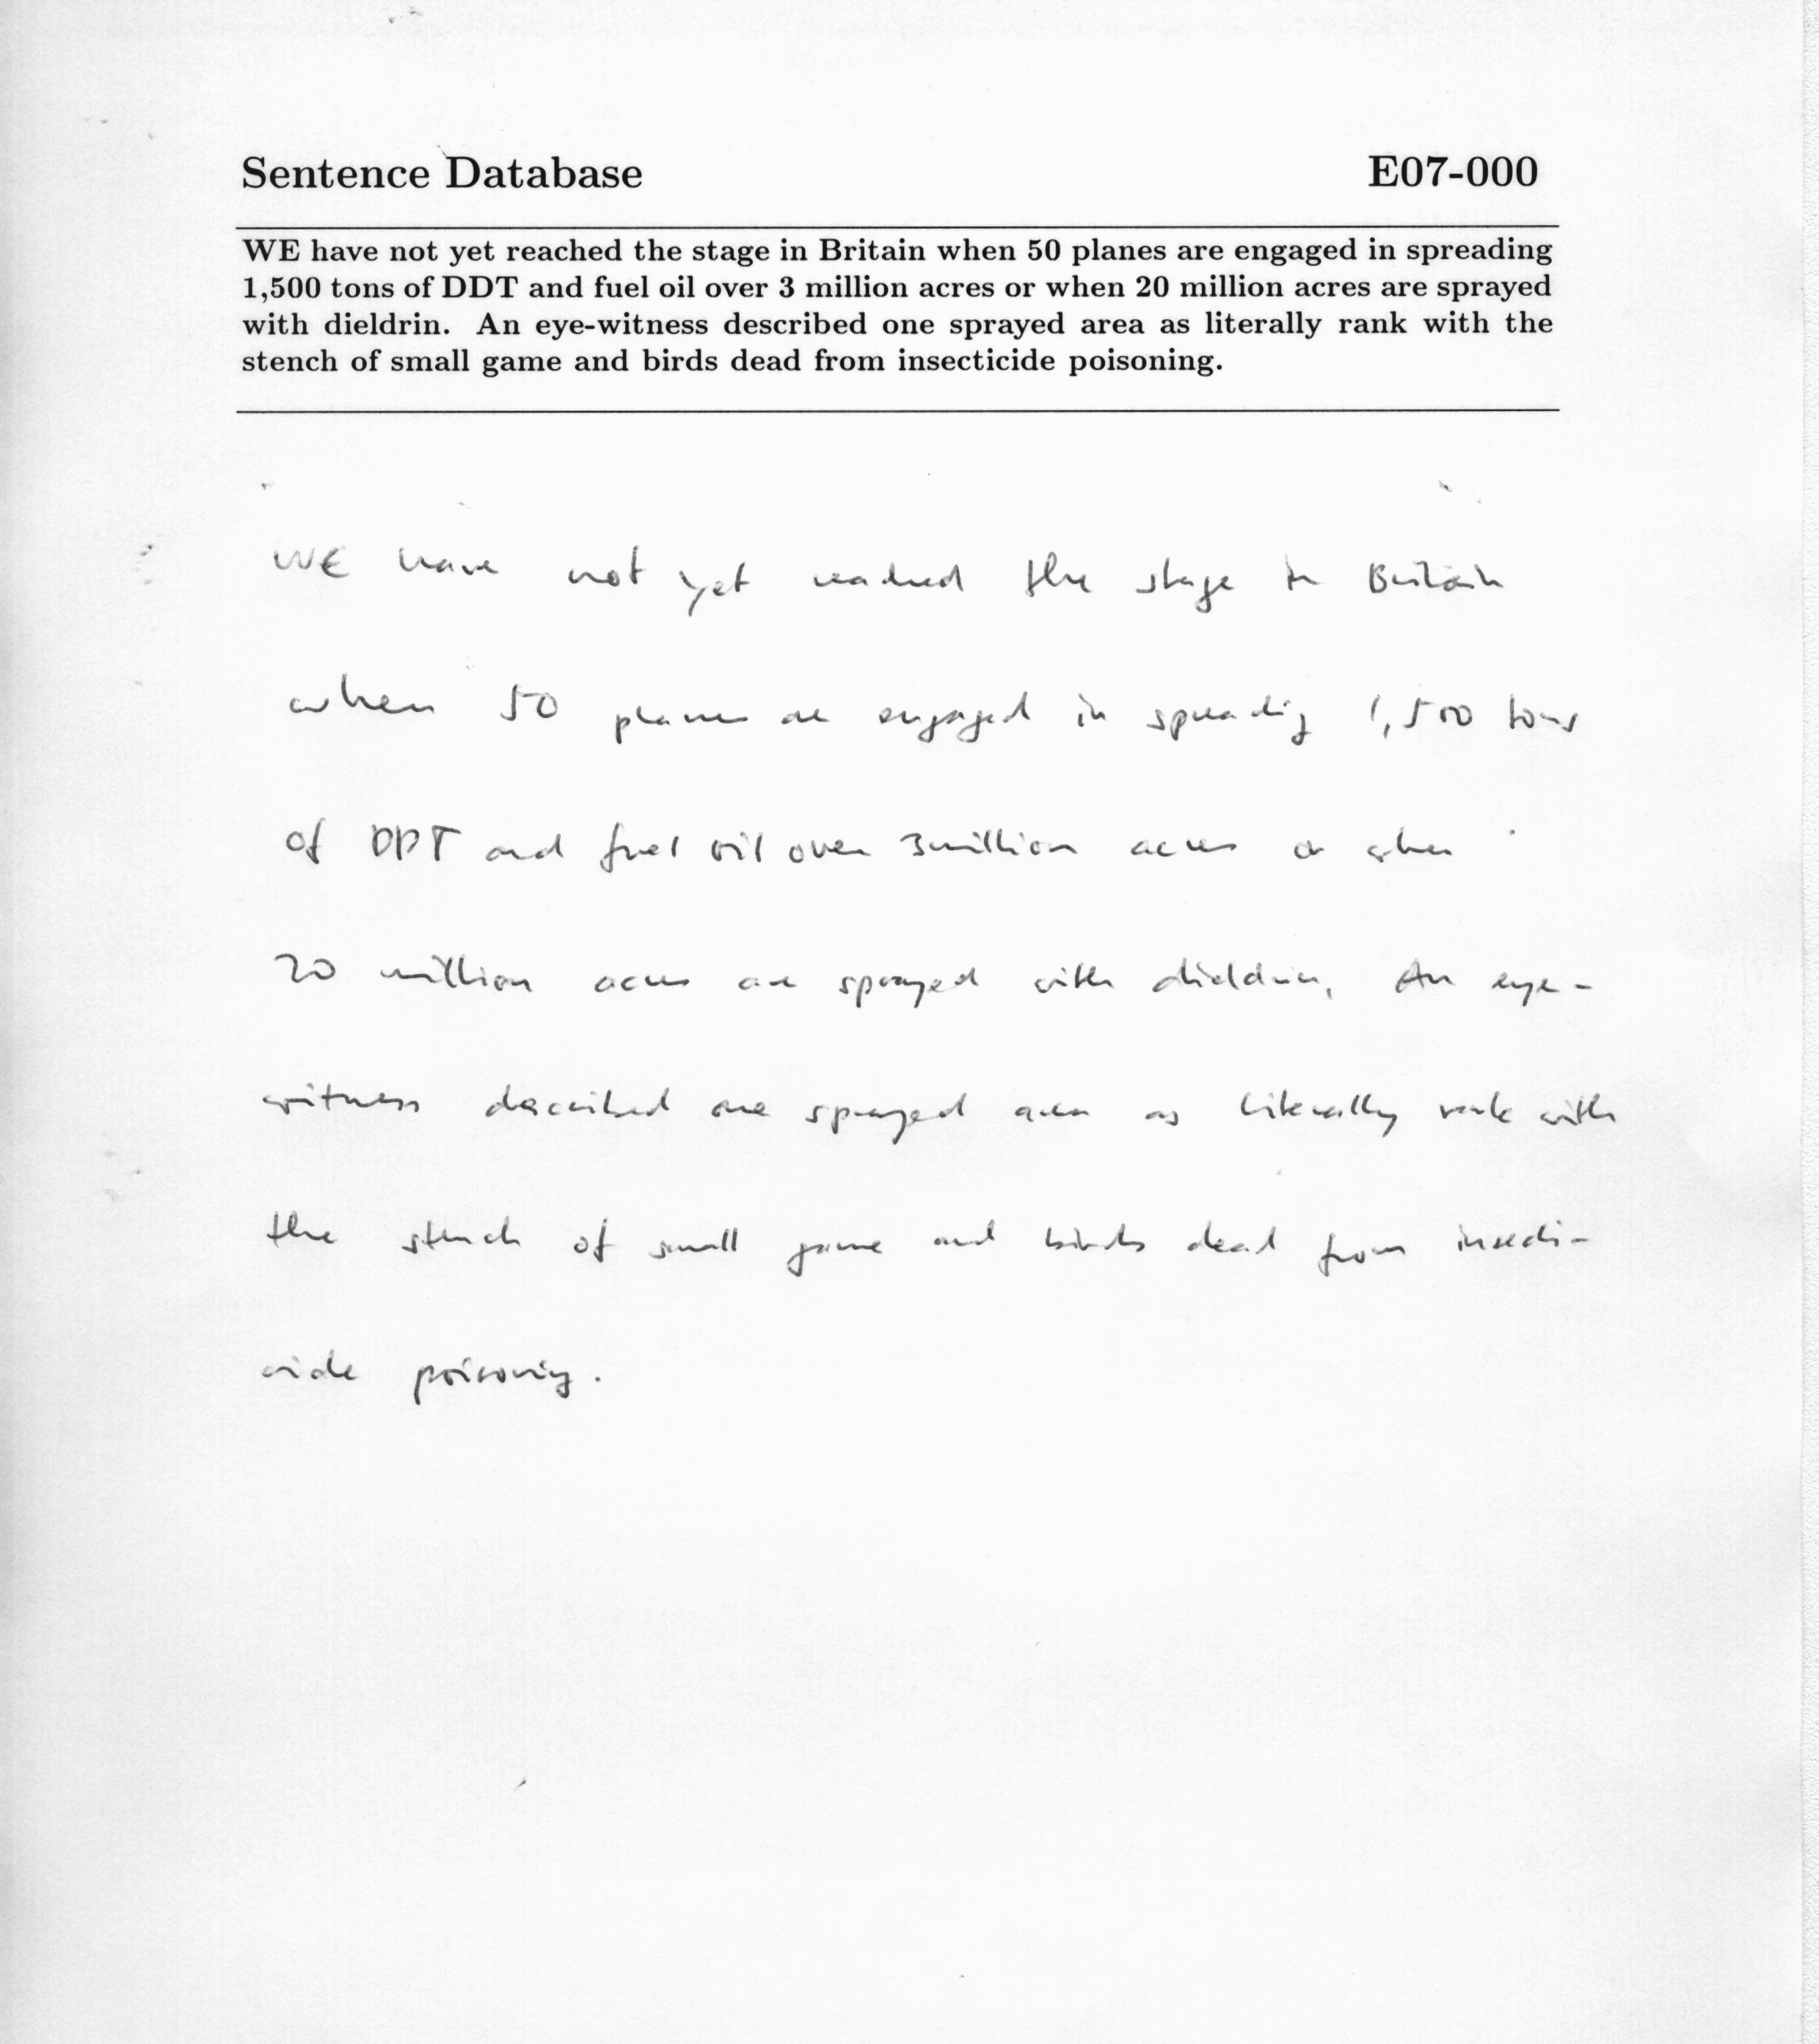 Sentence Database E07-000
WE have not yet reached the stage in Britain when 50 planes are engaged in spreading
1,500 tons of DDT and fuel oil over 3 million acres or when 20 million acres are sprayed
with dieldrin. An eye-witness described one sprayed area as literally rank with the
stench of small game and birds dead from insecticide poisoning.
WE have not yet reached the stage in Britain
when 50 planes are engaged in spreading 1,500 tons
of DDT and fuel oil over 3 million acres or when
20 million acres are sprayed with dieldrin. An eye-
witness described one sprayed area as literally rank with
the stench of small game and birds dead from insecti-
cide poisoning.